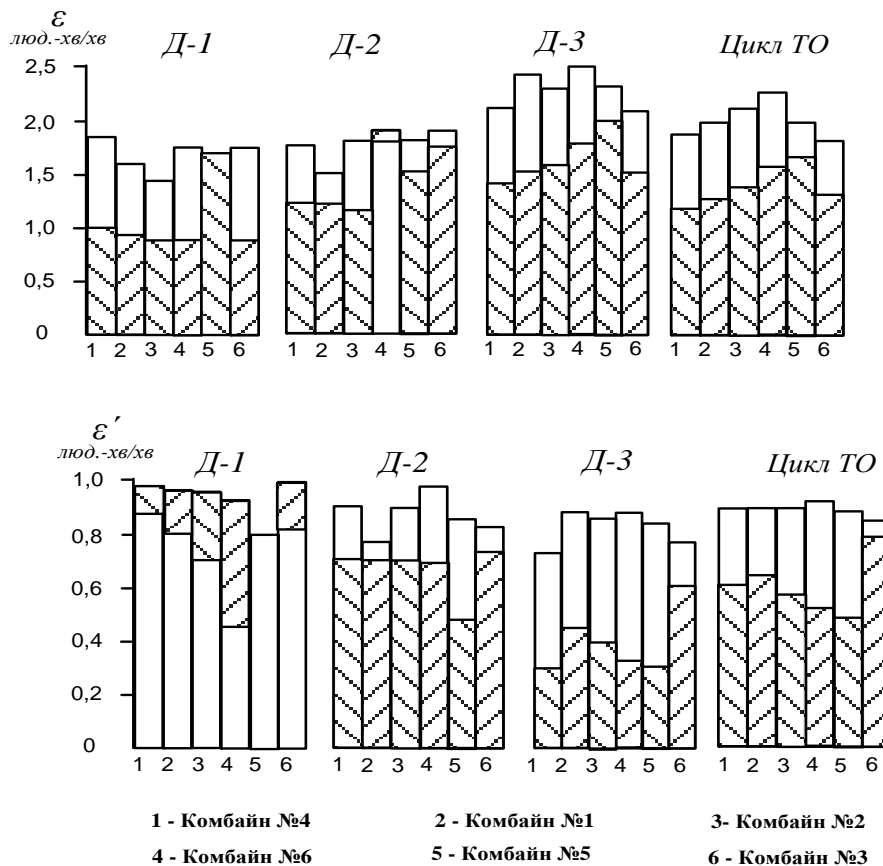 ε
люд.-хв/хв
Д-1 Д-2 Д-3 Цикл ТО
2,5
2,0
1,5
1,0
0,5
0
1 2 3 4 5 6 1 2 3 4 5 6 1 2 3 4 5 6 1 2 3 4 5 6
ε´
люд.-хв/хв
Д-1 Д-2 Д-3 Цикл ТО
1,0
0,8
0,6
0,4
0,2
0
1 2 3 4 5 6 1 2 3 4 5 6 1 2 3 4 5 6 1 2 3 4 5 6
1 - Комбайн №4 2 - Комбайн №1 3- Комбайн №2
4 - Комбайн №6 5 - Комбайн №5 6 - Комбайн №3